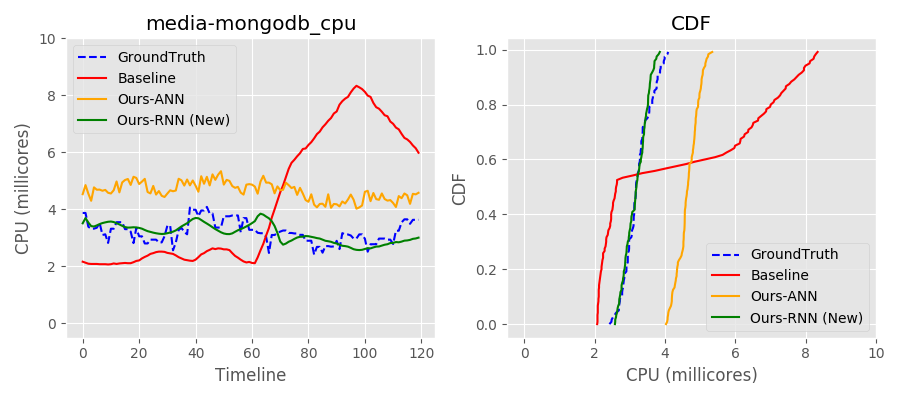 media-mongodb_cpu
10
8
6
4
2
0
CPU (millicores)
GroundTruth
Baseline
Ours-ANN
Ours-RNN (New)
0
20
40
60
80
100
120
Timeline
CDF
1.0
0.8
0.6
0.4
0.2
0.0
CDF
GroundTruth
Baseline
Ours-ANN
Ours-RNN (New)
0
2
4
6
8
10
CPU (millicores)